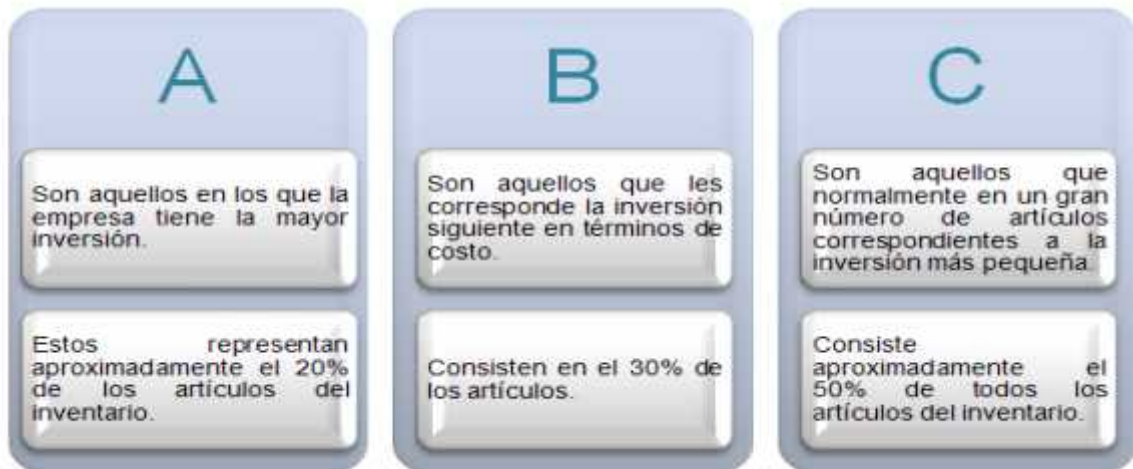 A
Son aquellos en los que la
empresa tiene la mayor
inversión.
Estos representan
aproximadamente el 20%
de los artículos del
inventario.
B
Son aquellos que les
corresponde la inversión
siguiente en términos de
costo.
Consisten en el 30% de
los artículos.
C
Son aquellos que
normalmente en un gran
número de artículos
correspondientes a la
inversión más pequeña.
Consiste
aproximadamente el
50% de todos los
artículos del inventario.